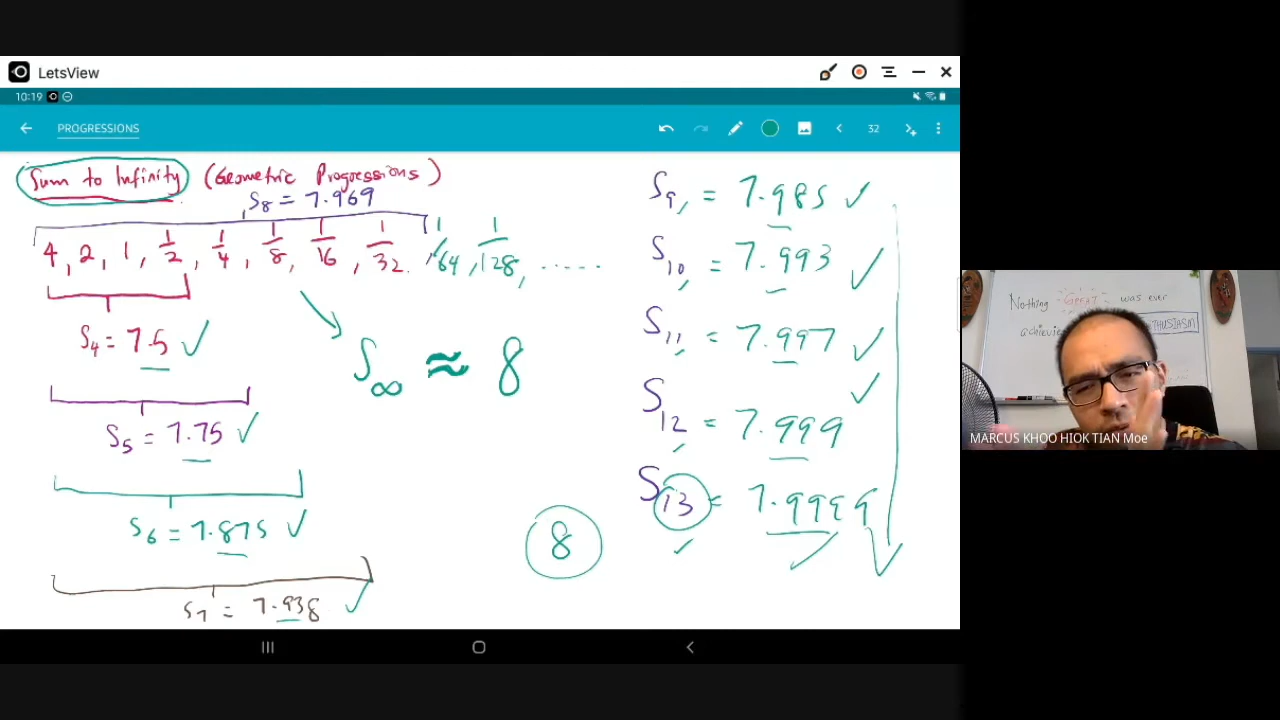 LetsView
10:19
PROGRESSIONS
32
Sum to Infinity (Geometric Progressions)
S8 = 7.969
4, 2, 1, 1/2, 1/4, 1/8, 1/16, 1/32, 1/64, 1/128, .....
S4 = 7.5 ✓
S∞ ≈ 8
S5 = 7.75 ✓
S6 = 7.875 ✓
8
S7 = 7.938 ✓
S9 = 7.985 ✓
S10 = 7.993 ✓
S11 = 7.997 ✓
S12 = 7.999 ✓
S13 = 7.9999 ✓
Nothing GREAT was ever
THUSIASM
MARCUS KHOO HIOK TIAN Moe